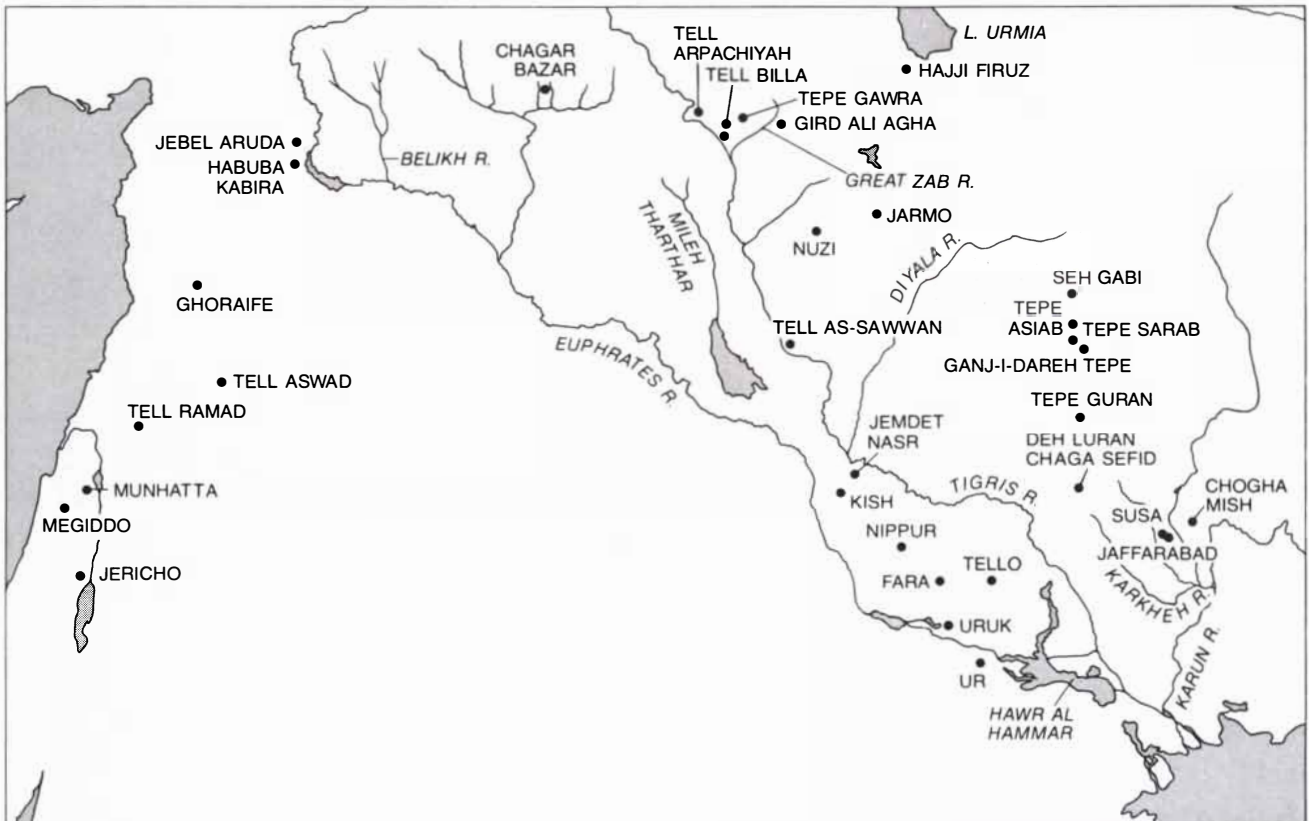 L. URMIA
TELL
ARPACHIYAH
CHAGAR
BAZAR
HAJJI FIRUZ
TELL BILLA
TEPE GAWRA
GIRD ALI AGHA
JEBEL ARUDA
HABUBA
KABIRA
BELIKH R.
GREAT ZAB R.
MILEH
THARTHAR
JARMO
NUZI
DIYALA R.
GHORAIFE
SEH GABI
TEPE
ASIAB
TEPE SARAB
TELL AS-SAWWAN
EUPHRATES R.
GANJ-I-DAREH TEPE
TELL ASWAD
TEPE GURAN
TELL RAMAD
JEMDET
NASR
DEH LURAN
CHAGA SEFID
MUNHATTA
TIGRIS R.
CHOGHA
MISH
KISH
MEGIDDO
SUSA
NIPPUR
JAFFARABAD
JERICHO
FARA
TELLO
KARKHEH R.
URUK
KARUN R.
UR
HAWR AL
HAMMAR